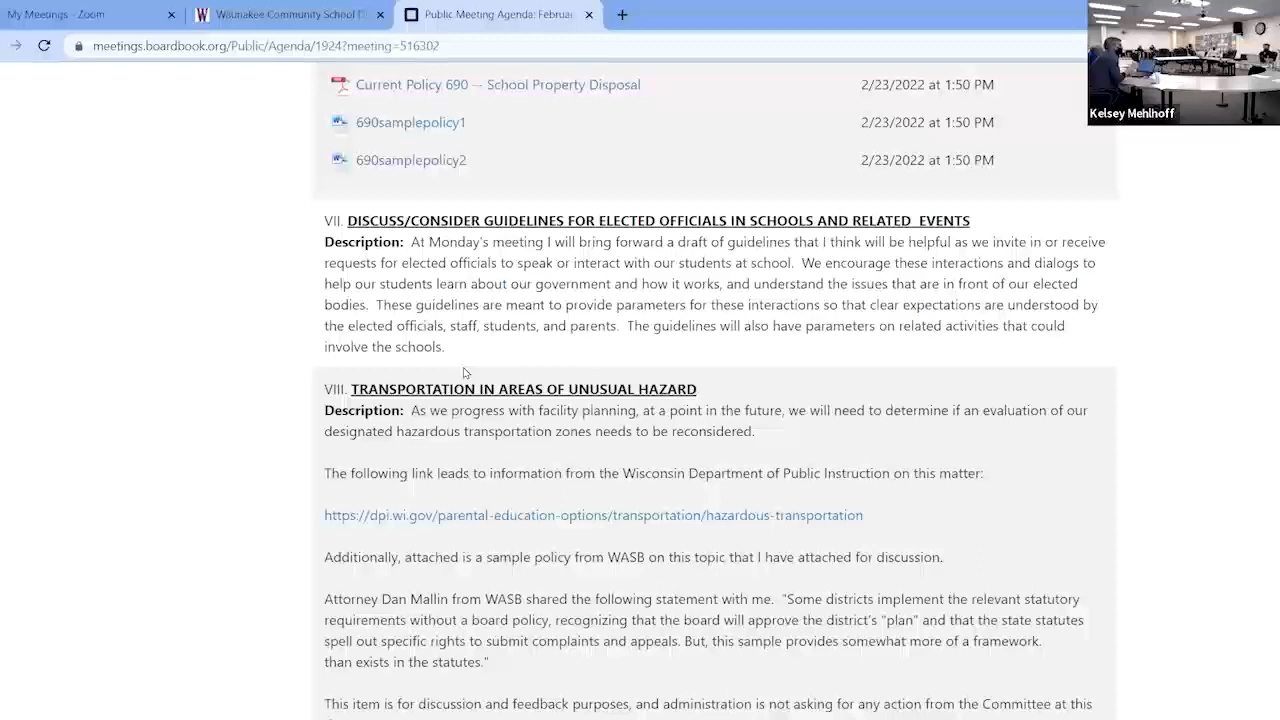 My Meetings - Zoom
Waunakee Community School D
nda: Februar
meetings.boardbook.org/Public/Agenda/1924?meeting=
Kelsey Mehlhoff
perty Disposal 2/23/2022 at 1:50 PM
2/23/2022 at 1:50 PM
2/23/2022 at 1:50 PM
VII. DISCUSS/CONSIDER GUIDELINES FOR ELECTED OFFICIALS IN SCHOOLS AND RELATED EVENTS
Description: At Monday's meeting I will bring forward a draft of guidelines that I think will be helpful as we invite in or receive
requests for elected officials to speak or interact with our students at school. We encourage these interactions and dialogs to
help our students learn about our government and how it works, and understand the issues that are in front of our elected
bodies. These guidelines are meant to provide parameters for these interactions so that clear expectations are understood by
the elected officials, staff, students, and parents. The guidelines will also have parameters on related activities that could
involve the schools.
VIII. TRANSPORTATION IN AREAS OF UNUSUAL HAZARD
Description: As we progress with facility planning, at a point in the future, we will need to determine if an evaluation of our
designated hazardous transportation zones needs to be reconsidered.
The following link leads to information from the Wisconsin Department of Public Instruction on this matter:
https://dpi.wi.gov/parental-education-options/transportation/hazardous-transportation
Additionally, attached is a sample policy from WASB on this topic that I have attached for discussion.
Attorney Dan Mallin from WASB shared the following statement with me. "Some districts implement the relevant statutory
requirements without a board policy, recognizing that the board will approve the district's "plan" and that the state statutes
spell out specific rights to submit complaints and appeals. But, this sample provides somewhat more of a framework.
than exists in the statutes."
This item is for discussion and feedback purposes, and administration is not asking for any action from the Committee at this